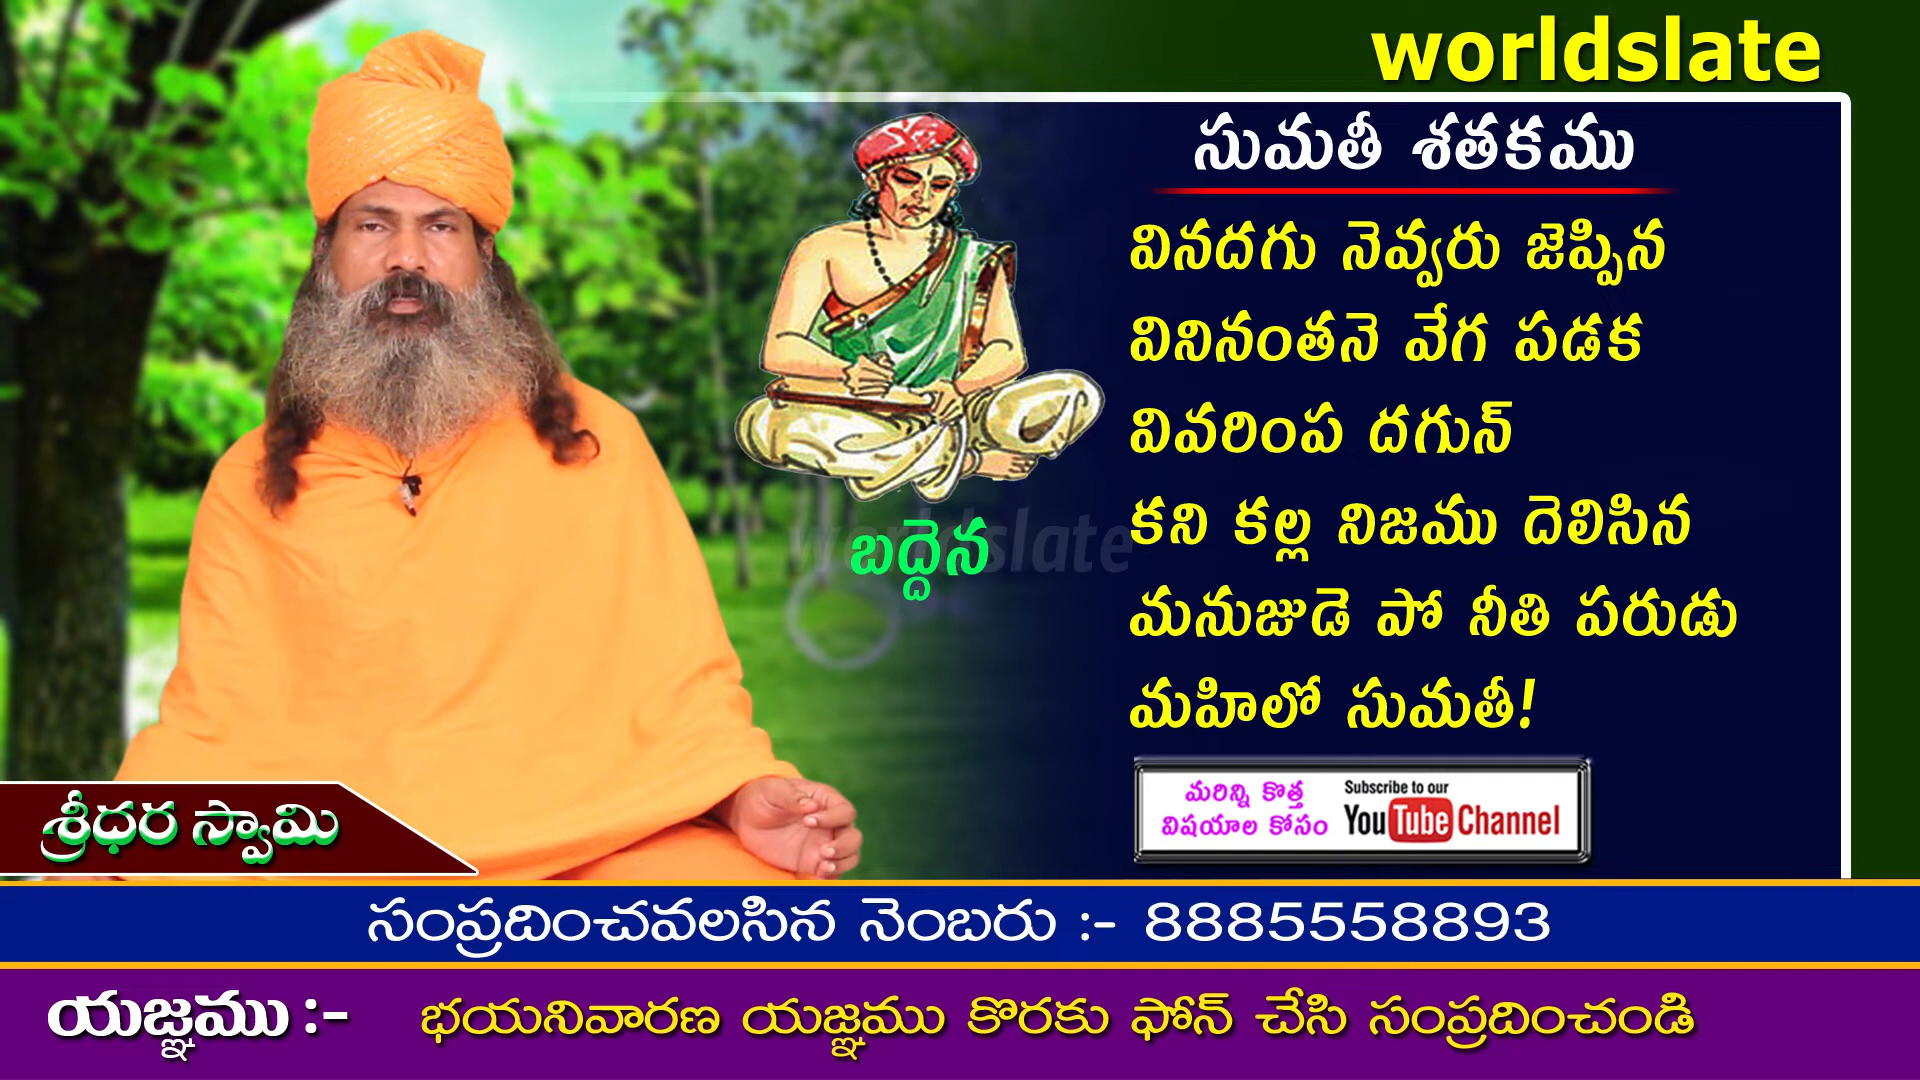 worldslate
సుమతీ శతకము
వినదగు నెవ్వరు జెప్పిన
వినినంతనె వేగ పడక
వివరింప దగున్
కని కల్ల నిజము దెలిసిన
మనుజుడె పో నీతి పరుడు
మహిలో సుమతీ!
బద్దెన
worldslate
మరిన్ని కొత్త
విషయాల కోసం
Subscribe to our
YouTube Channel
శ్రీధర స్వామి
సంప్రదించవలసిన నెంబరు :- 8885558893
యజ్ఞము :- భయనివారణ యజ్ఞము కొరకు ఫోన్ చేసి సంప్రదించండి